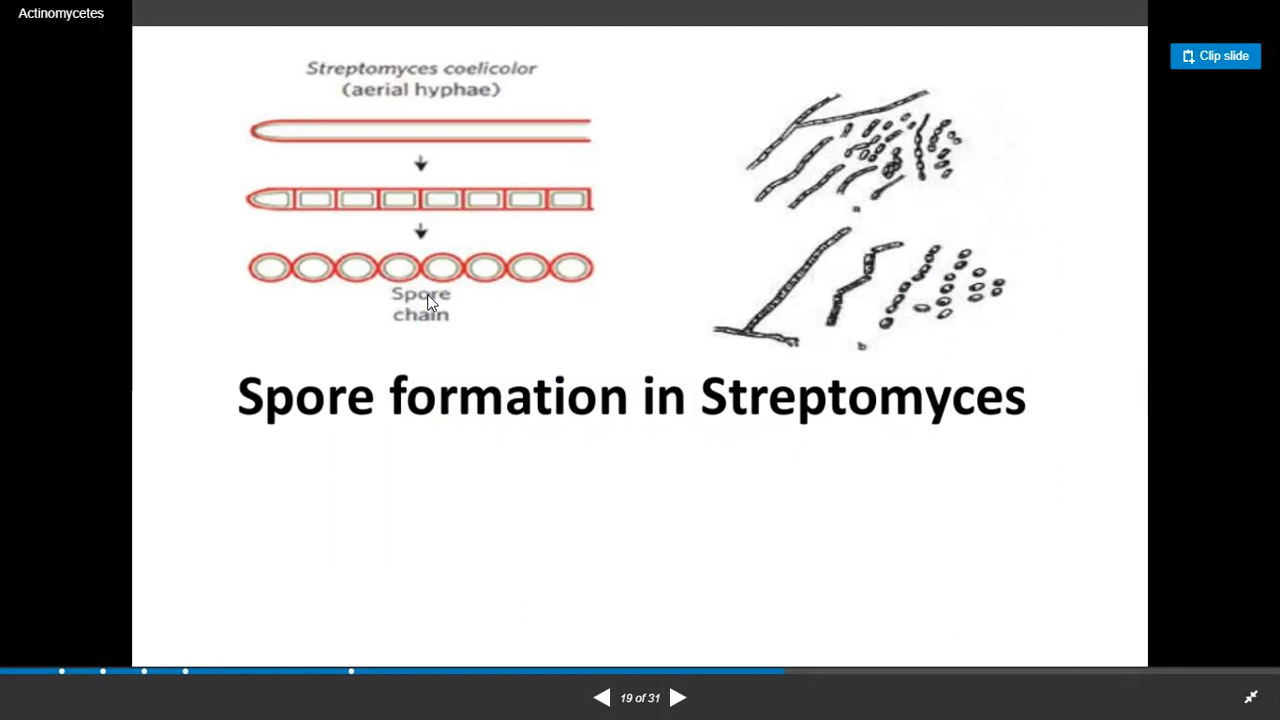 Actinomycetes
Clip slide
Streptomyces coelicolor
(aerial hyphae)
Spore
chain
a
b
Spore formation in Streptomyces
19 of 31